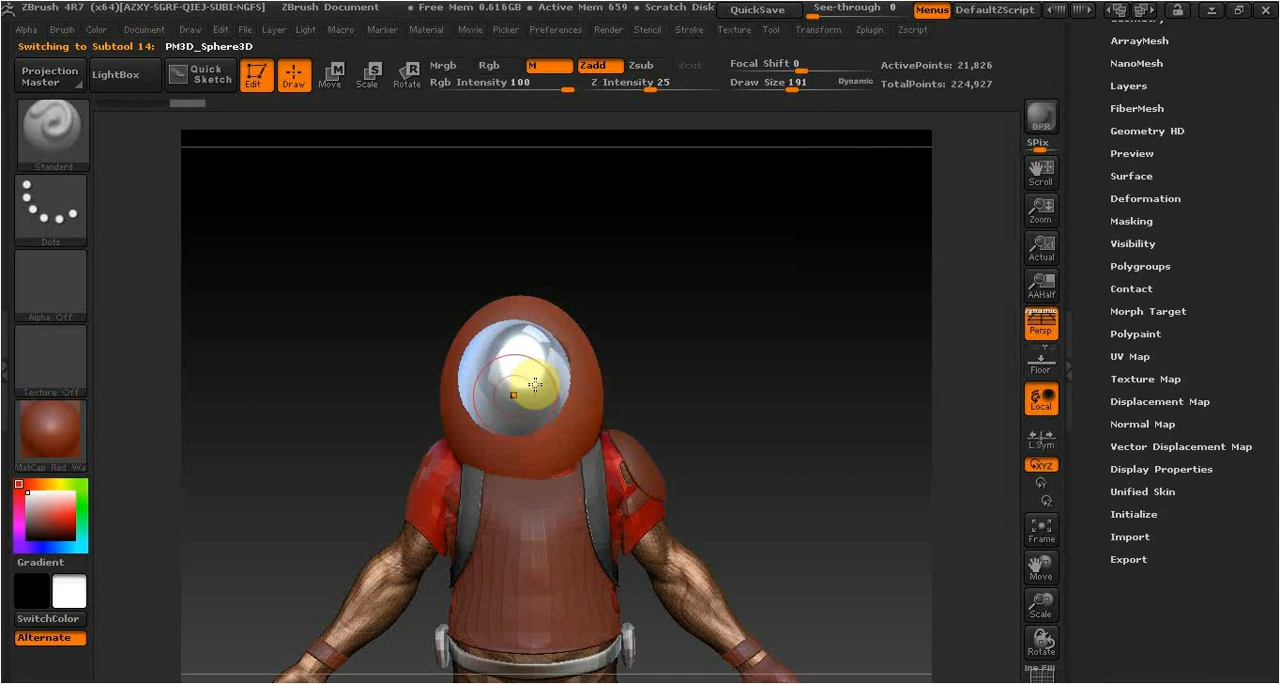 ZBrush 4R7 (x64)[AZXY-SGRF-QIEJ-SUBI-NGFS] ZBrush Document • Free Mem 0.616GB • Active Mem 659 • Scratch Disk QuickSave See-through 0 Menus DefaultZScript
Alpha Brush Color Document Draw Edit File Layer Light Macro Marker Material Movie Picker Preferences Render Stencil Stroke Texture Tool Transform Zplugin Zscript
Switching to Subtool 14: PM3D_Sphere3D
Projection Master
LightBox
Quick Sketch
Edit
Draw
Move
Scale
Rotate
Mrgb Rgb M Zadd Zsub Zcut
Rgb Intensity 100 Z Intensity 25
Focal Shift 0
Draw Size 191 Dynamic
ActivePoints: 21,826
TotalPoints: 224,927
Standard
Dots
Alpha Off
Texture Off
MatCap Red Wa
Gradient
SwitchColor
Alternate
BPR
SPix
Scroll
Zoom
Actual
AAHalf
Dynamic
Persp
Floor
Local
L.Sym
XYZ
Y
Z
Frame
Move
Scale
Rotate
ArrayMesh
NanoMesh
Layers
FiberMesh
Geometry HD
Preview
Surface
Deformation
Masking
Visibility
Polygroups
Contact
Morph Target
Polypaint
UV Map
Texture Map
Displacement Map
Normal Map
Vector Displacement Map
Display Properties
Unified Skin
Initialize
Import
Export